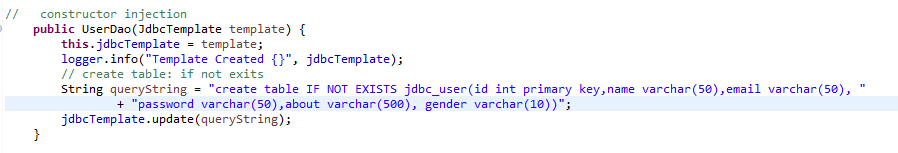 //   constructor injection
    public UserDao(JdbcTemplate template) {
        this.jdbcTemplate = template;
        logger.info("Template Created {}", jdbcTemplate);
        // create table: if not exits
        String queryString = "create table IF NOT EXISTS jdbc_user(id int primary key,name varchar(50),email varchar(50), "
                + "password varchar(50),about varchar(500), gender varchar(10))";
        jdbcTemplate.update(queryString);
    }